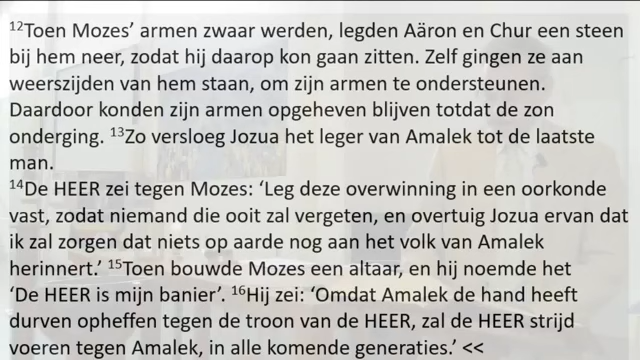 ¹²Toen Mozes’ armen zwaar werden, legden Aäron en Chur een steen
bij hem neer, zodat hij daarop kon gaan zitten. Zelf gingen ze aan
weerszijden van hem staan, om zijn armen te ondersteunen.
Daardoor konden zijn armen opgeheven blijven totdat de zon
onderging. ¹³Zo versloeg Jozua het leger van Amalek tot de laatste
man.
¹⁴De HEER zei tegen Mozes: ‘Leg deze overwinning in een oorkonde
vast, zodat niemand die ooit zal vergeten, en overtuig Jozua ervan dat
ik zal zorgen dat niets op aarde nog aan het volk van Amalek
herinnert.’ ¹⁵Toen bouwde Mozes een altaar, en hij noemde het
‘De HEER is mijn banier’. ¹⁶Hij zei: ‘Omdat Amalek de hand heeft
durven opheffen tegen de troon van de HEER, zal de HEER strijd
voeren tegen Amalek, in alle komende generaties.’ <<